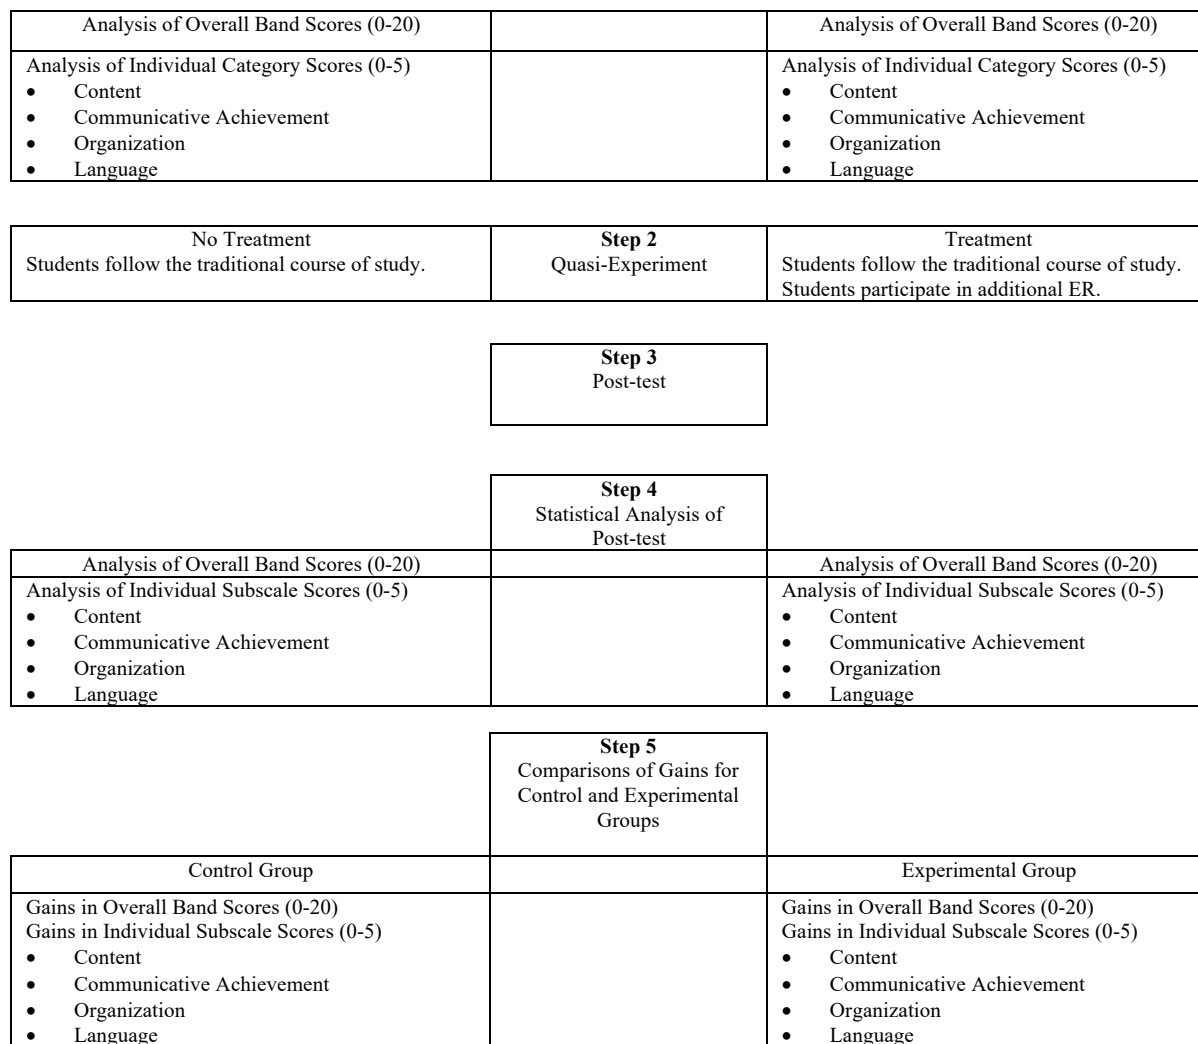 Analysis of Overall Band Scores (0-20)
Analysis of Overall Band Scores (0-20)
Analysis of Individual Category Scores (0-5)
• Content
• Communicative Achievement
• Organization
• Language
Analysis of Individual Category Scores (0-5)
• Content
• Communicative Achievement
• Organization
• Language
No Treatment
Students follow the traditional course of study.
Step 2
Quasi-Experiment
Treatment
Students follow the traditional course of study.
Students participate in additional ER.
Step 3
Post-test
Step 4
Statistical Analysis of
Post-test
Analysis of Overall Band Scores (0-20)
Analysis of Overall Band Scores (0-20)
Analysis of Individual Subscale Scores (0-5)
• Content
• Communicative Achievement
• Organization
• Language
Analysis of Individual Subscale Scores (0-5)
• Content
• Communicative Achievement
• Organization
• Language
Step 5
Comparisons of Gains for
Control and Experimental
Groups
Control Group
Experimental Group
Gains in Overall Band Scores (0-20)
Gains in Individual Subscale Scores (0-5)
• Content
• Communicative Achievement
• Organization
• Language
Gains in Overall Band Scores (0-20)
Gains in Individual Subscale Scores (0-5)
• Content
• Communicative Achievement
• Organization
• Language